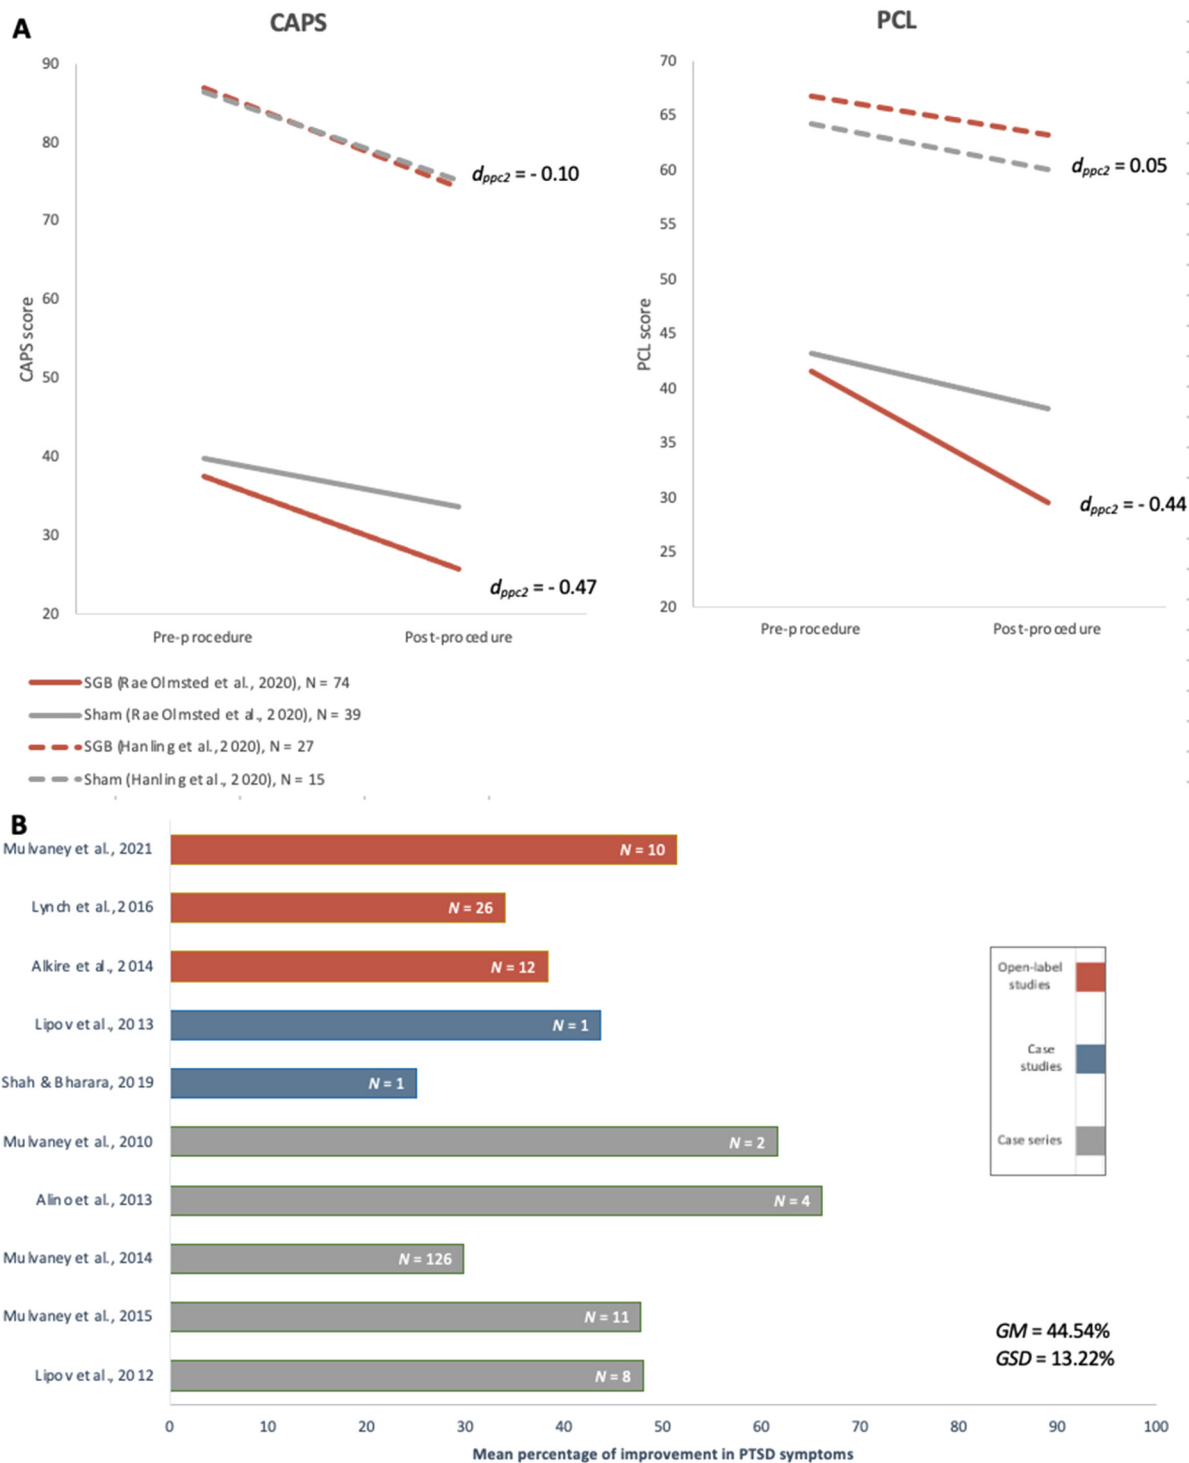 A
CAPS
PCL
90
80
70
60
50
40
30
20
CAPS score
d_ppc2 = - 0.10
d_ppc2 = - 0.47
Pre-procedure
Post-procedure
70
65
60
55
50
45
40
35
30
25
20
PCL score
d_ppc2 = 0.05
d_ppc2 = - 0.44
Pre-procedure
Post-procedure
SGB (Rae Olmsted et al., 2020), N = 74
Sham (Rae Olmsted et al., 2020), N = 39
SGB (Hanling et al., 2020), N = 27
Sham (Hanling et al., 2020), N = 15
B
Mulvaney et al., 2021
N = 10
Lynch et al., 2016
N = 26
Alkire et al., 2014
N = 12
Lipov et al., 2013
N = 1
Shah & Bharara, 2019
N = 1
Mulvaney et al., 2010
N = 2
Alino et al., 2013
N = 4
Mulvaney et al., 2014
N = 126
Mulvaney et al., 2015
N = 11
Lipov et al., 2012
N = 8
Open-label
studies
Case
studies
Case series
GM = 44.54%
GSD = 13.22%
0 10 20 30 40 50 60 70 80 90 100
Mean percentage of improvement in PTSD symptoms